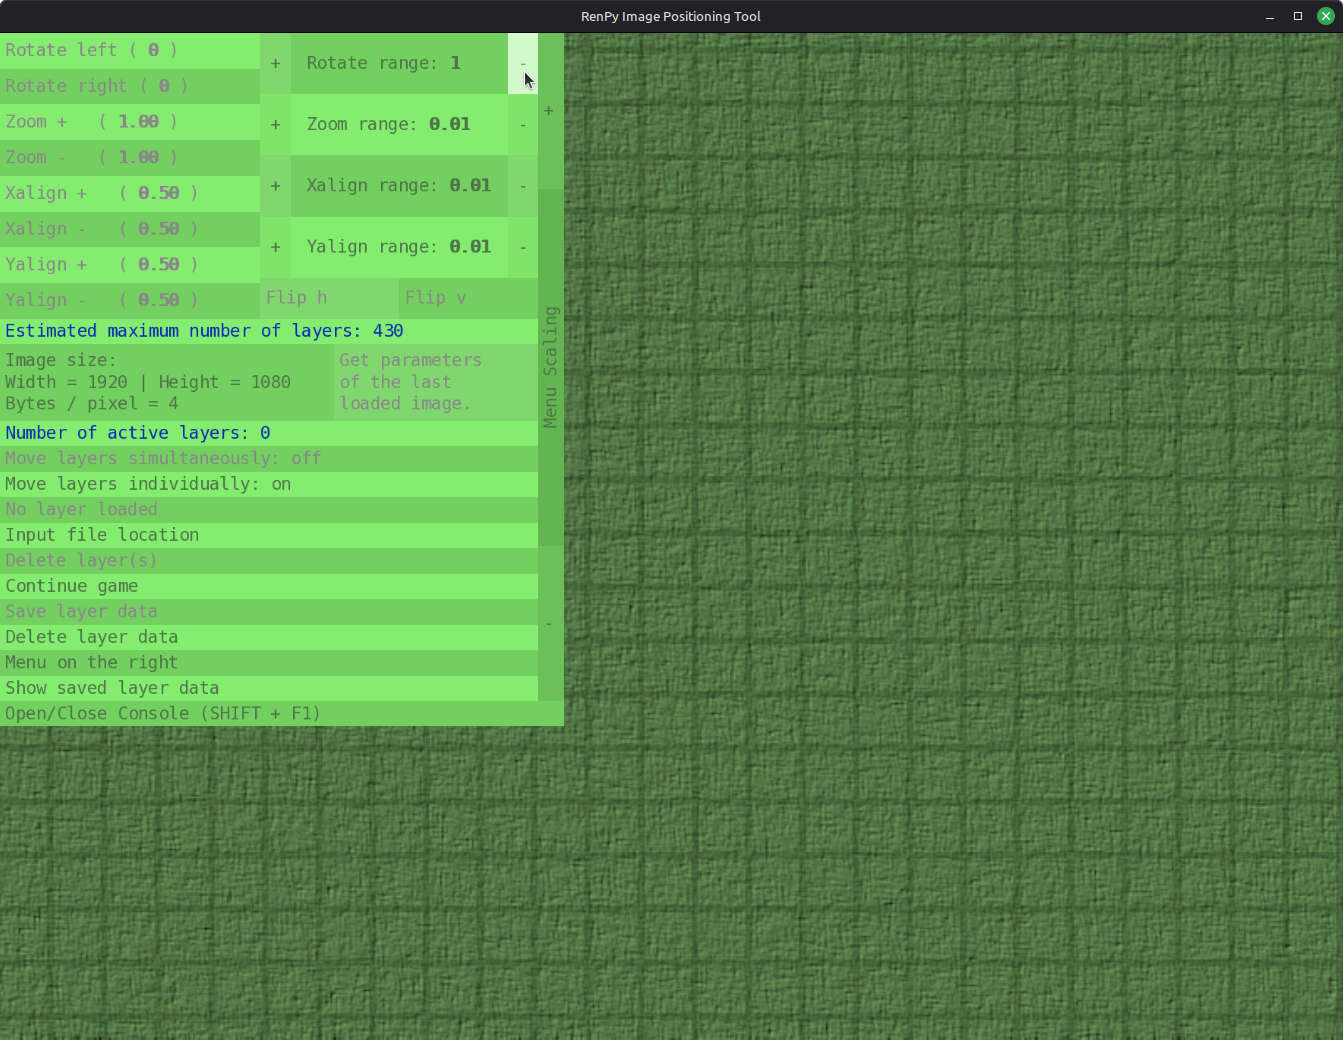 RenPy Image Positioning Tool
Rotate left ( 0 )
Rotate right ( 0 )
Zoom + ( 1.00 )
Zoom - ( 1.00 )
Xalign + ( 0.50 )
Xalign - ( 0.50 )
Yalign + ( 0.50 )
Yalign - ( 0.50 )
+ Rotate range: 1 -
+ Zoom range: 0.01 -
+ Xalign range: 0.01 -
+ Yalign range: 0.01 -
Flip h Flip v
Estimated maximum number of layers: 430
Image size:
Width = 1920 | Height = 1080
Bytes / pixel = 4
Get parameters
of the last
loaded image.
Number of active layers: 0
Move layers simultaneously: off
Move layers individually: on
No layer loaded
Input file location
Delete layer(s)
Continue game
Save layer data
Delete layer data
Menu on the right
Show saved layer data
Open/Close Console (SHIFT + F1)
+
Menu Scaling
-